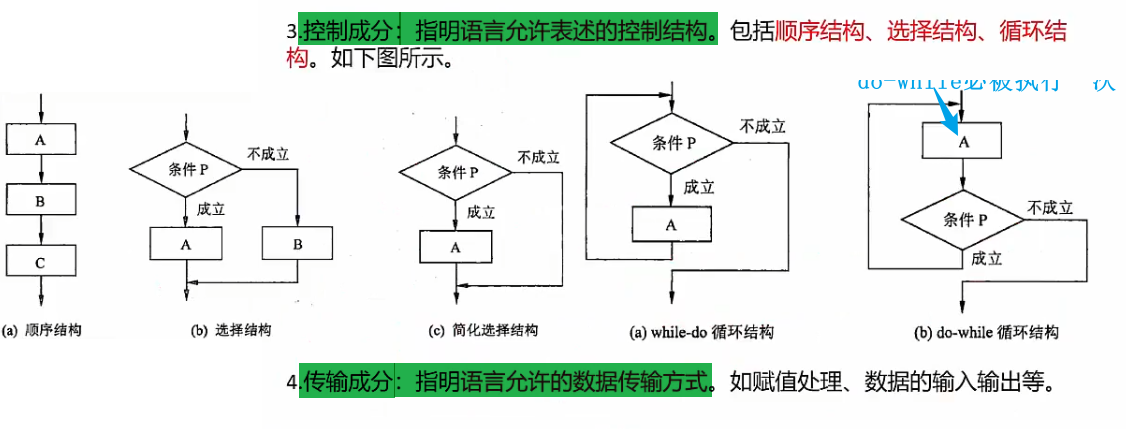 3.控制成分：指明语言允许表述的控制结构。包括顺序结构、选择结构、循环结
构。如下图所示。
do-while必被执行 次
A
B
C
(a) 顺序结构
条件 P
不成立
成立
A
B
(b) 选择结构
条件 P
不成立
成立
A
(c) 简化选择结构
条件 P
不成立
成立
A
(a) while-do 循环结构
A
条件 P
不成立
成立
(b) do-while 循环结构
4.传输成分：指明语言允许的数据传输方式。如赋值处理、数据的输入输出等。